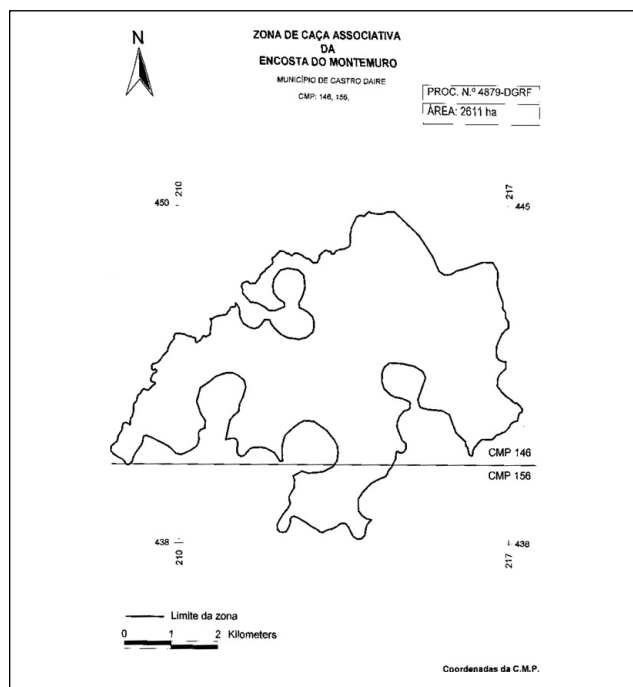 N
ZONA DE CAÇA ASSOCIATIVA
DA
ENCOSTA DO MONTEMURO
MUNICÍPIO DE CASTRO DAIRE
CMP: 146, 156,
PROC. N.º 4879-DGRF
ÁREA: 2611 ha
210
450
217
445
CMP 146
CMP 156
438
210
438
217
Limite da zona
0 1 2 Kilometers
Coordenadas da C.M.P.